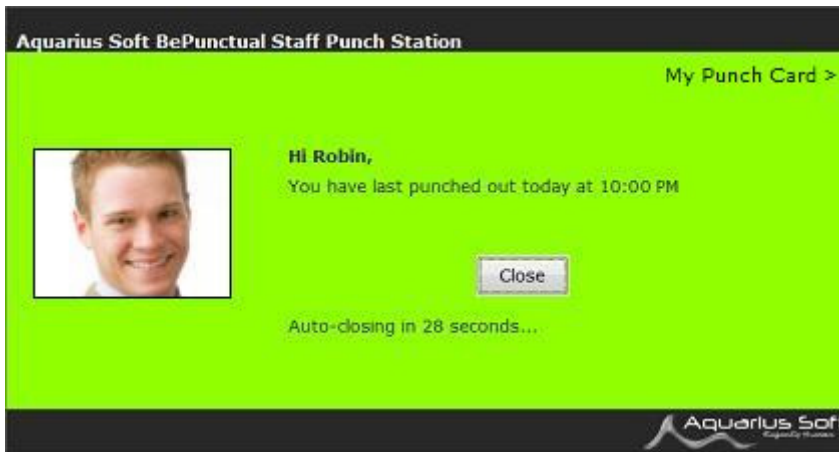 Aquarius Soft BePunctual Staff Punch Station
My Punch Card >
Hi Robin,
You have last punched out today at 10:00 PM
Close
Auto-closing in 28 seconds...
Aquarius Sof